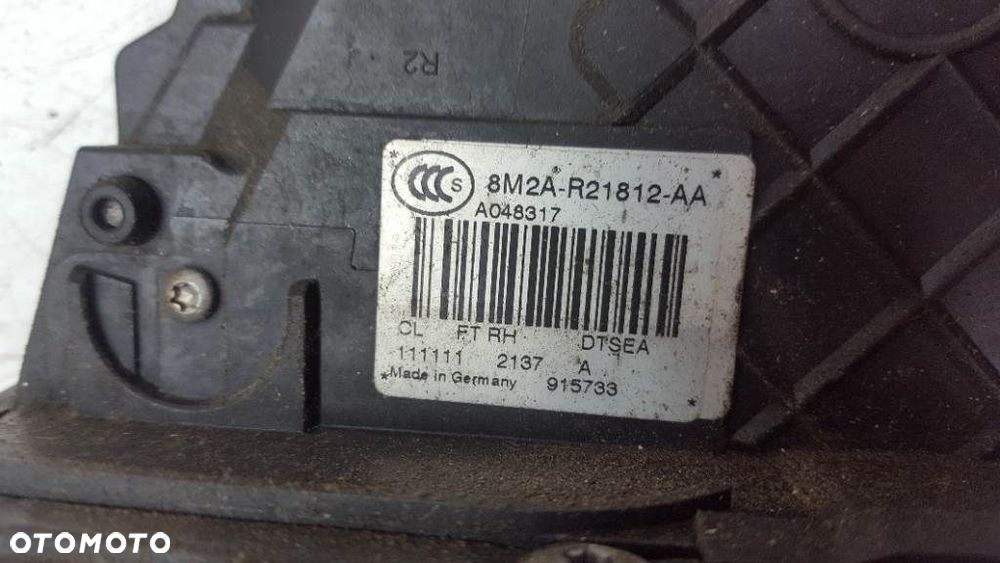 R2
CCC S
8M2A-R21812-AA
A048317
CL FT RH DTSEA
111111 2137 A
*Made in Germany 915733
OTOMOTO